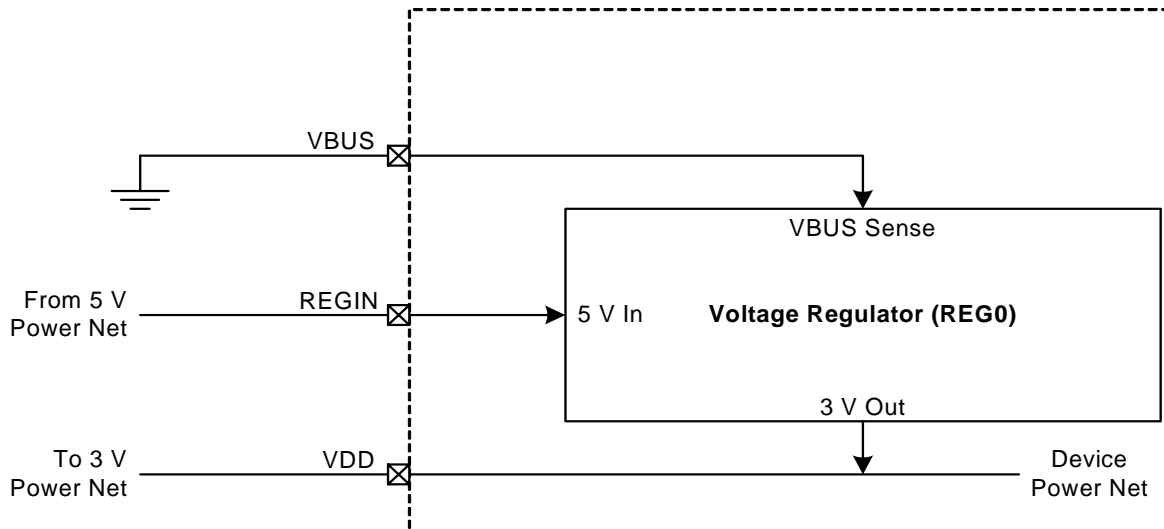 VBUS
VBUS Sense
From 5 V
Power Net
REGIN
5 V In
Voltage Regulator (REG0)
3 V Out
To 3 V
Power Net
VDD
Device
Power Net